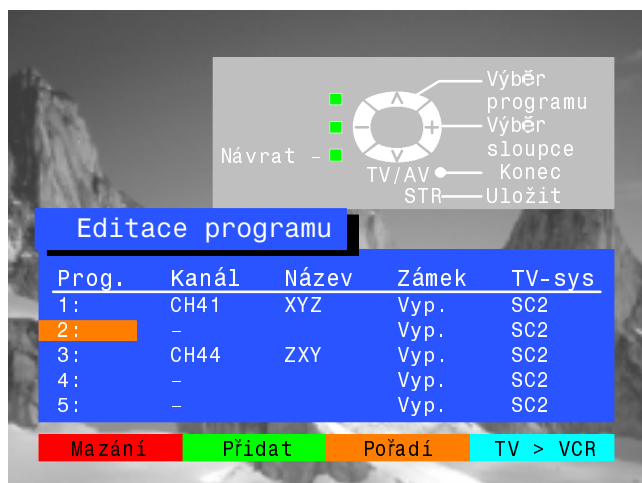 Výběr
programu
Výběr
sloupce
Návrat –
TV/AV Konec
STR Uložit
Editace programu
Prog. Kanál Název Zámek TV-sys
1: CH41 XYZ Vyp. SC2
2: – Vyp. SC2
3: CH44 ZXY Vyp. SC2
4: – Vyp. SC2
5: – Vyp. SC2
Mazání Přidat Pořadí TV > VCR